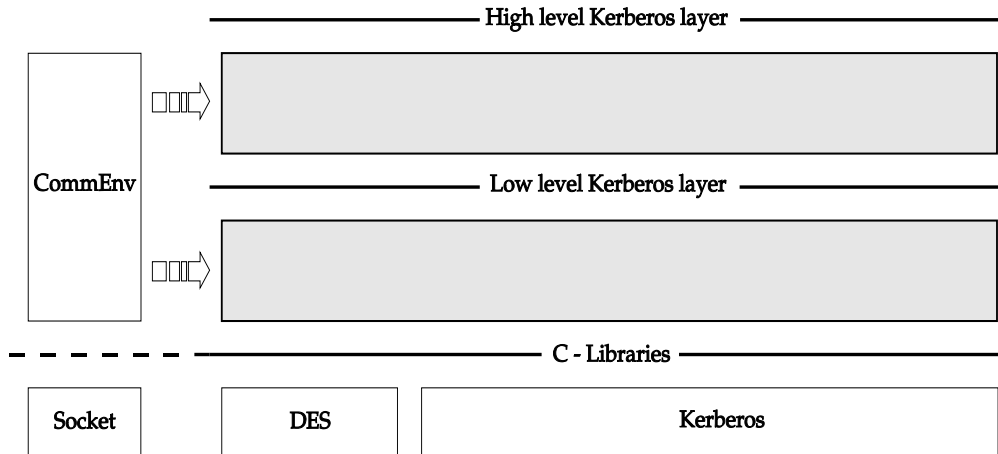 High level Kerberos layer
CommEnv
Low level Kerberos layer
C - Libraries
Socket
DES
Kerberos